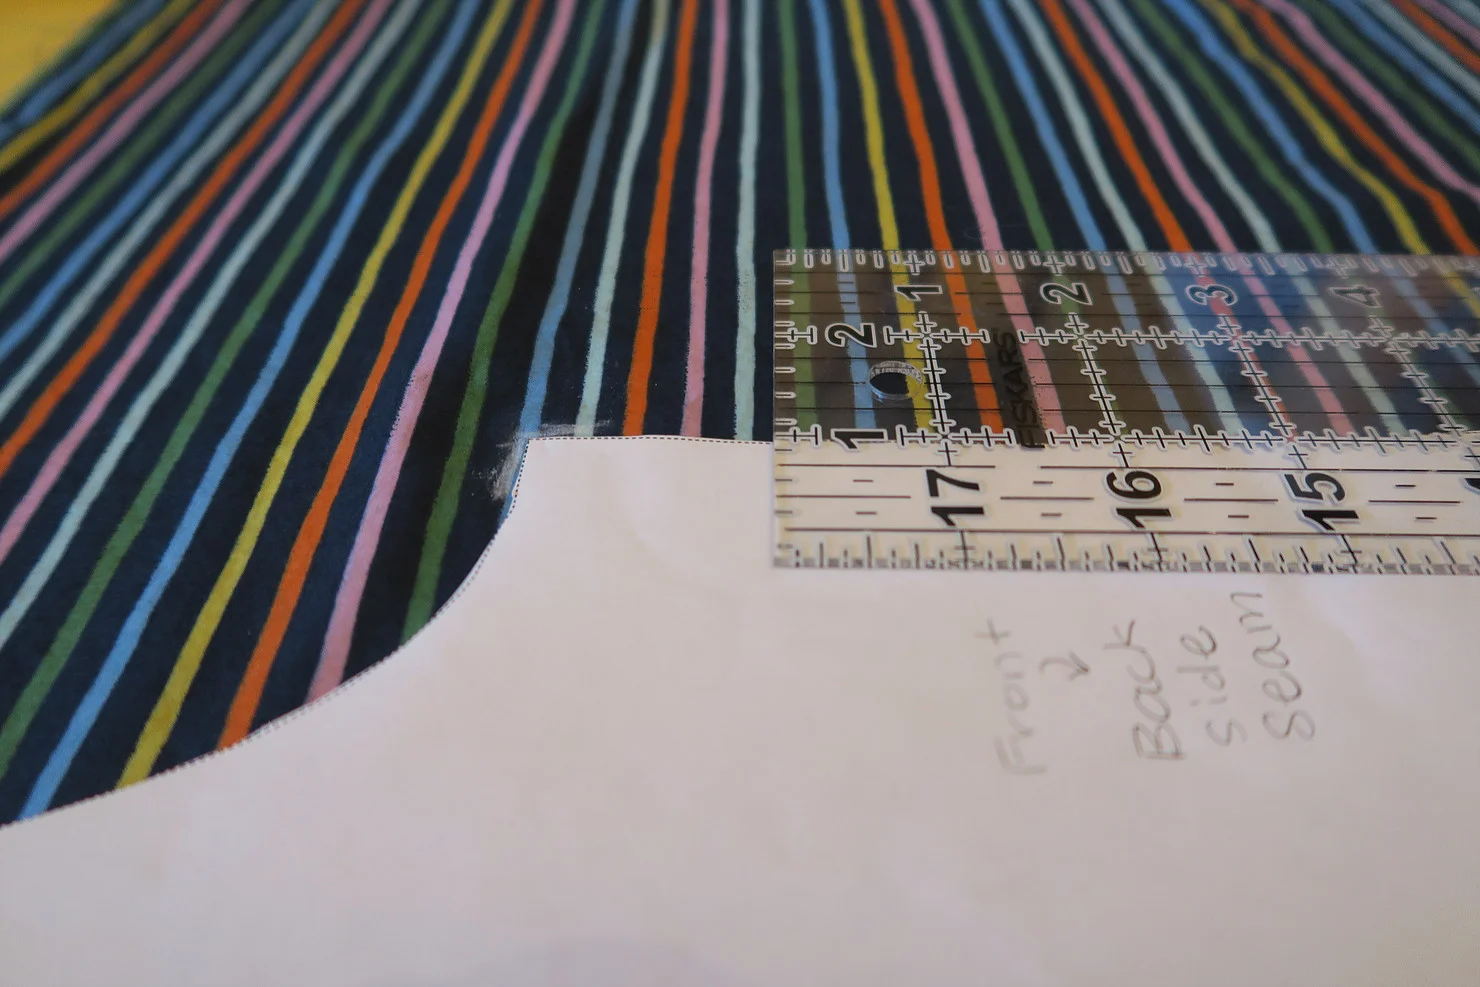 1 2 3 4
2
FISKARS
1
17 16 15
Front
Back
side
seam